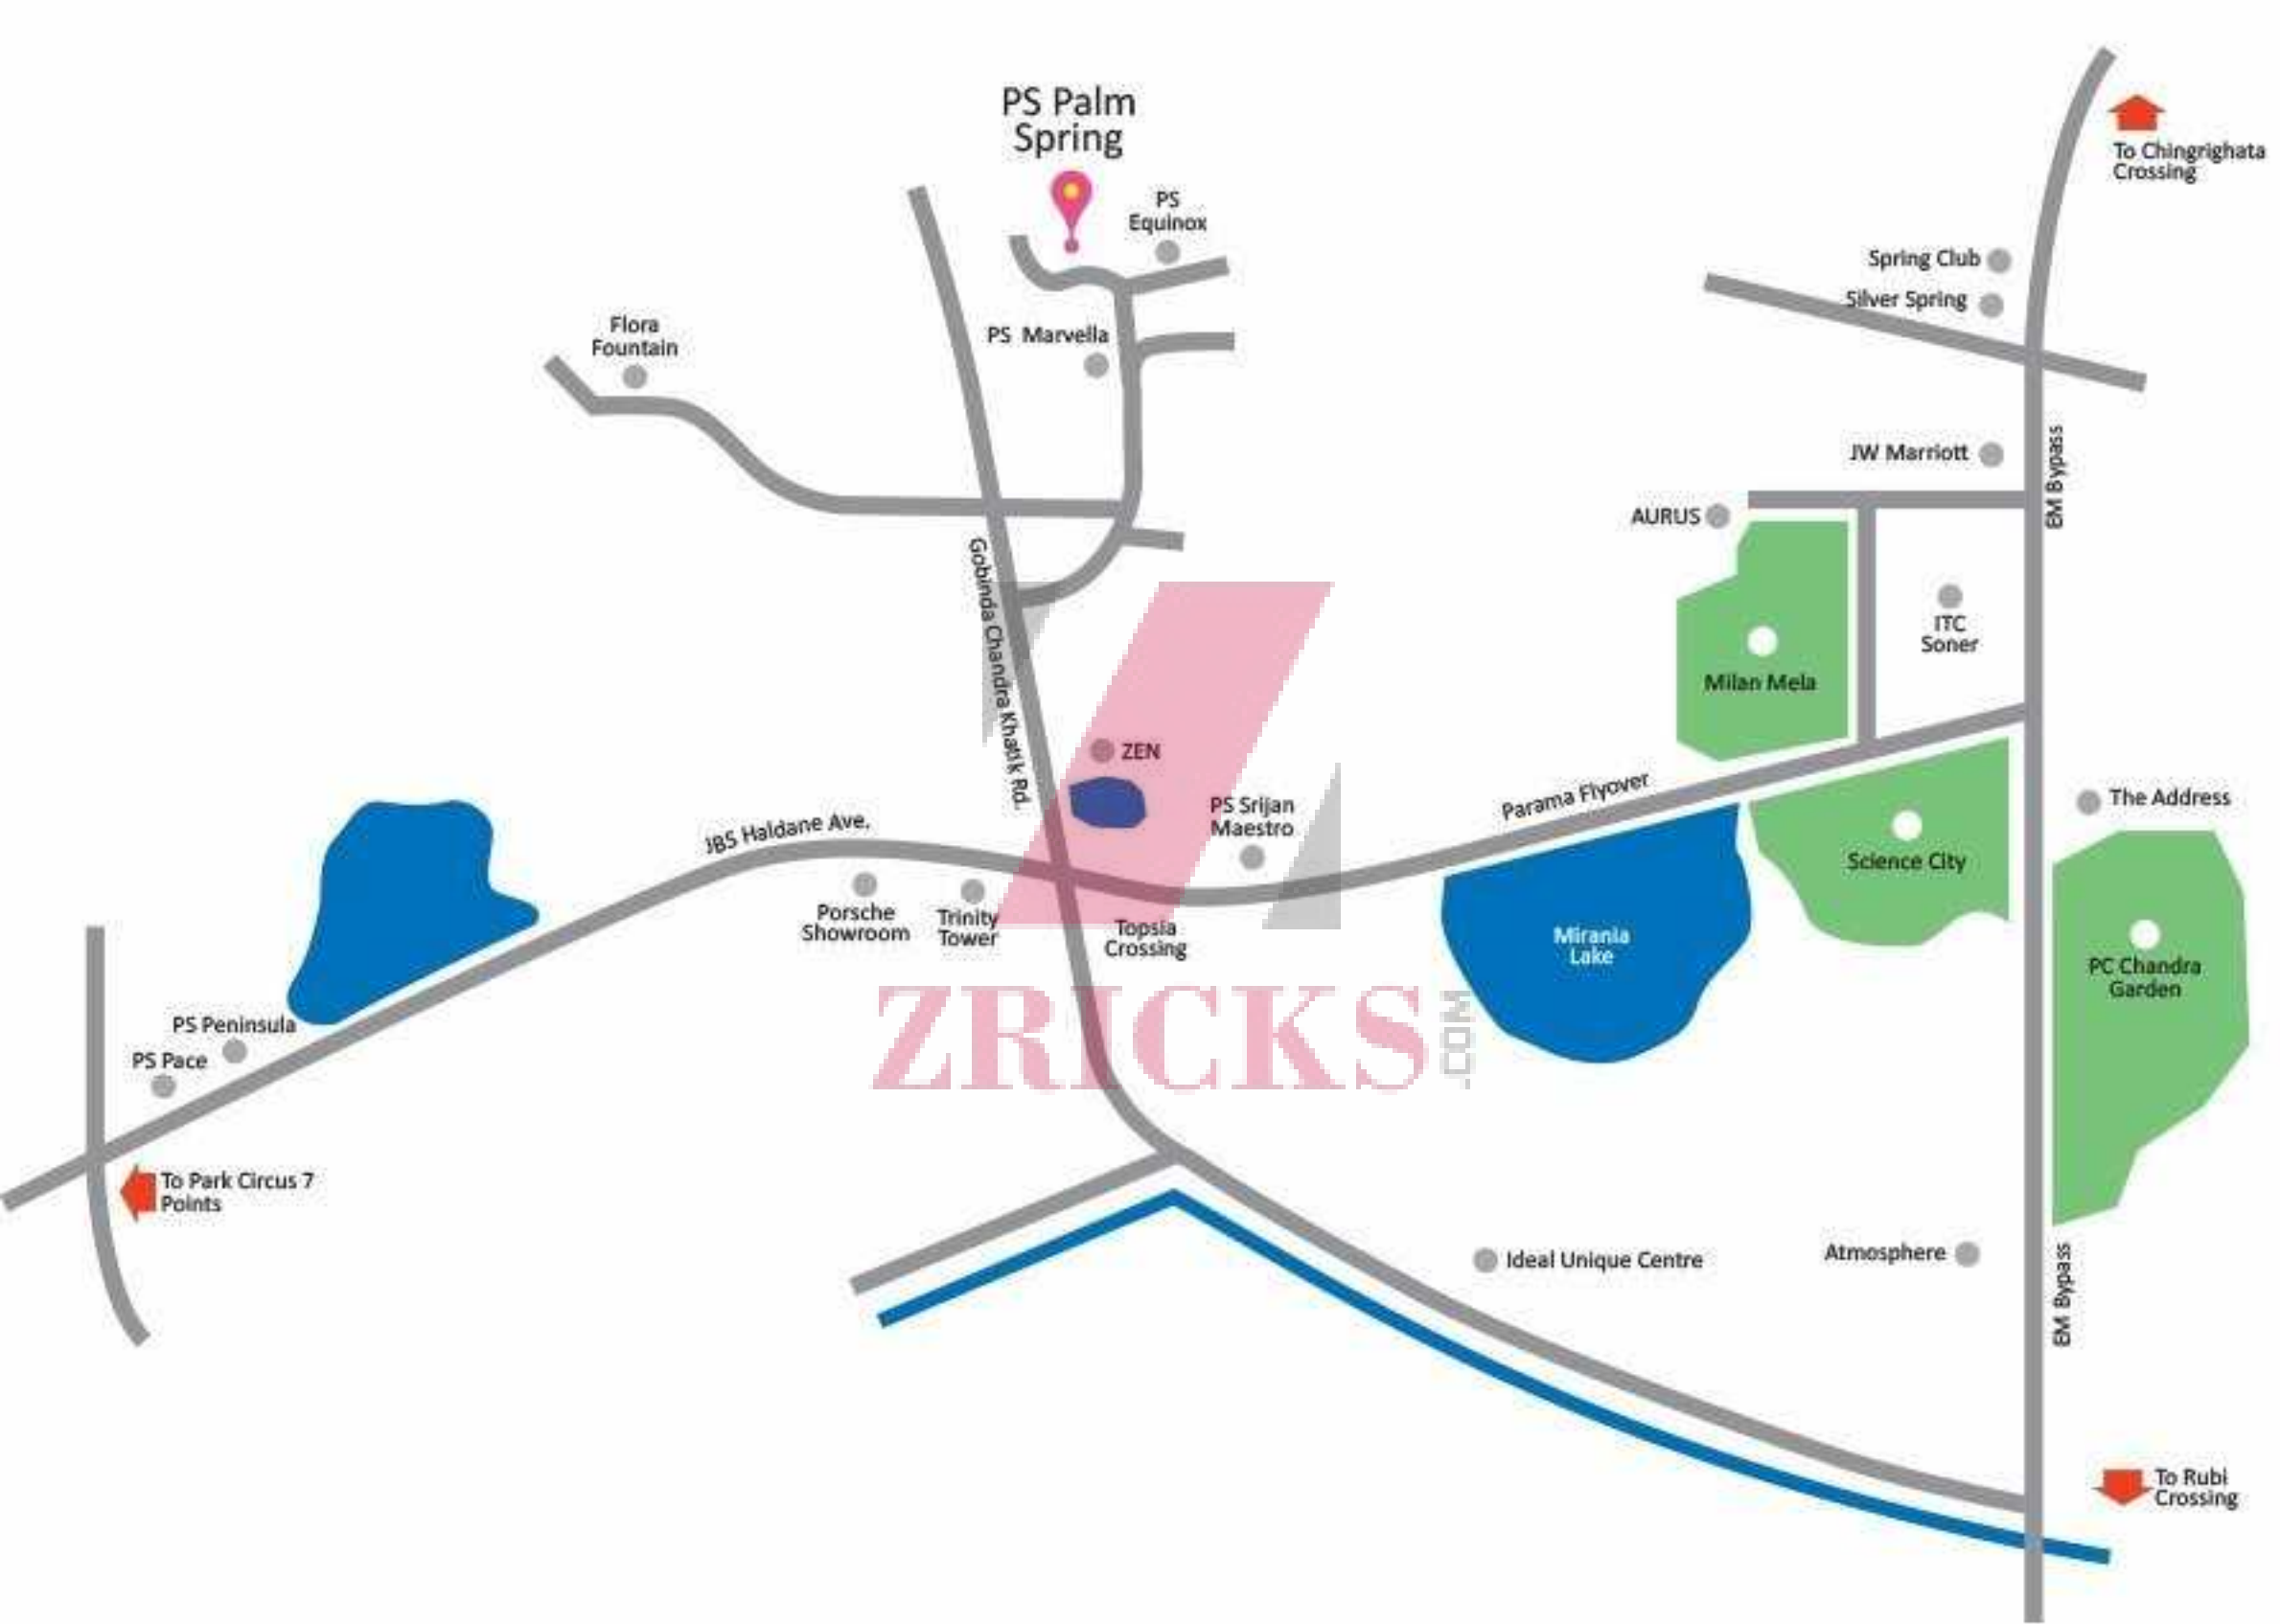 PS Palm
Spring
To Chingrighata
Crossing
PS
Equinox
Spring Club
Silver Spring
Flora
Fountain
PS Marvella
JW Marriott
EM Bypass
AURUS
Gobinda Chandra Khatik Rd.
ITC
Soner
Milan Mela
ZEN
Parama Flyover
PS Srijan
Maestro
The Address
JBS Haldane Ave.
Science City
Porsche
Showroom
Trinity
Tower
Topsia
Crossing
Mirania
Lake
PC Chandra
Garden
ZRICKS
.COM
PS Peninsula
PS Pace
To Park Circus 7
Points
Ideal Unique Centre
Atmosphere
EM Bypass
To Rubi
Crossing